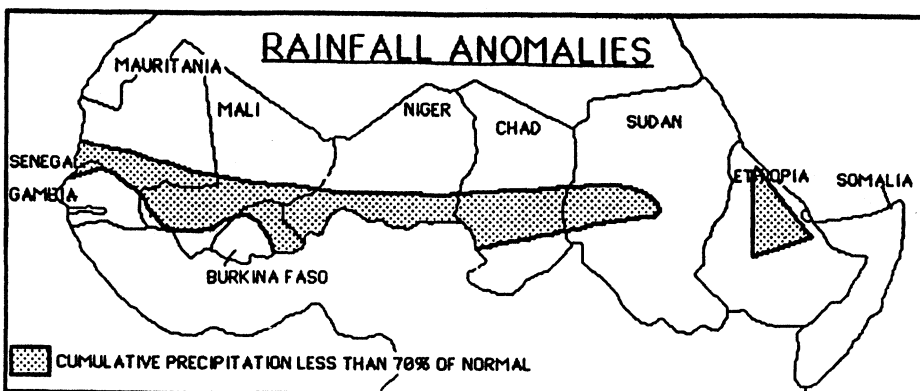 RAINFALL ANOMALIES
MAURITANIA
MALI
NIGER
CHAD
SUDAN
SENEGAL
GAMBIA
ETHIOPIA
SOMALIA
BURKINA FASO
CUMULATIVE PRECIPITATION LESS THAN 70% OF NORMAL